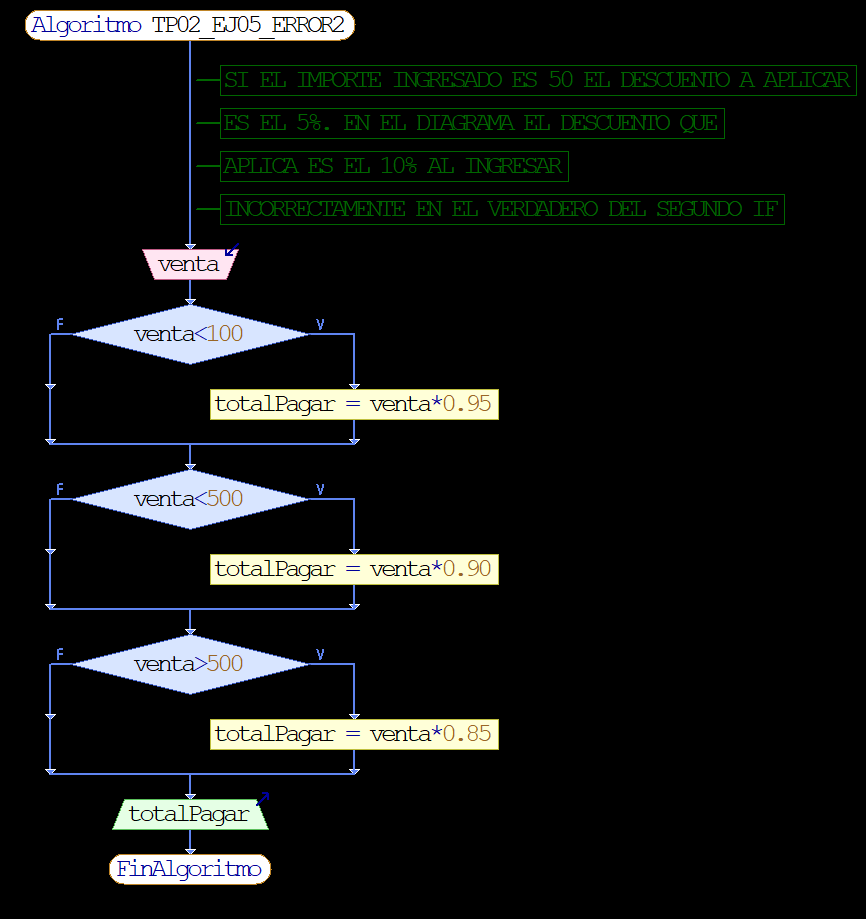 Algoritmo TP02_EJ05_ERROR2
SI EL IMPORTE INGRESADO ES 50 EL DESCUENTO A APLICAR
ES EL 5%. EN EL DIAGRAMA EL DESCUENTO QUE
APLICA ES EL 10% AL INGRESAR
INCORRECTAMENTE EN EL VERDADERO DEL SEGUNDO IF
venta
F V
venta<100
totalPagar = venta*0.95
F V
venta<500
totalPagar = venta*0.90
F V
venta>500
totalPagar = venta*0.85
totalPagar
FinAlgoritmo